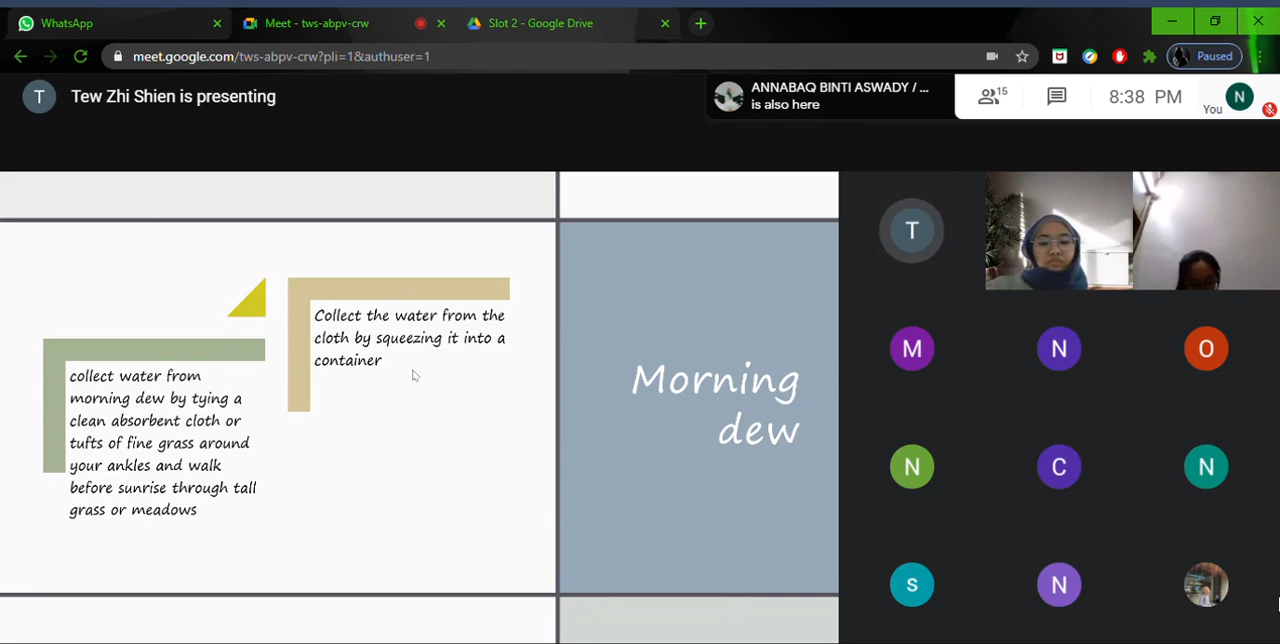 WhatsApp
Meet - tws-abpv-crw
Slot 2 - Google Drive
meet.google.com/tws-abpv-crw?pli=1&authuser=1
Paused
T
Tew Zhi Shien is presenting
ANNABAQ BINTI ASWADY / ...
is also here
15
8:38 PM
You
N
collect water from
morning dew by tying a
clean absorbent cloth or
tufts of fine grass around
your ankles and walk
before sunrise through tall
grass or meadows
Collect the water from the
cloth by squeezing it into a
container
Morning
dew
T
M
N
O
N
C
N
s
N